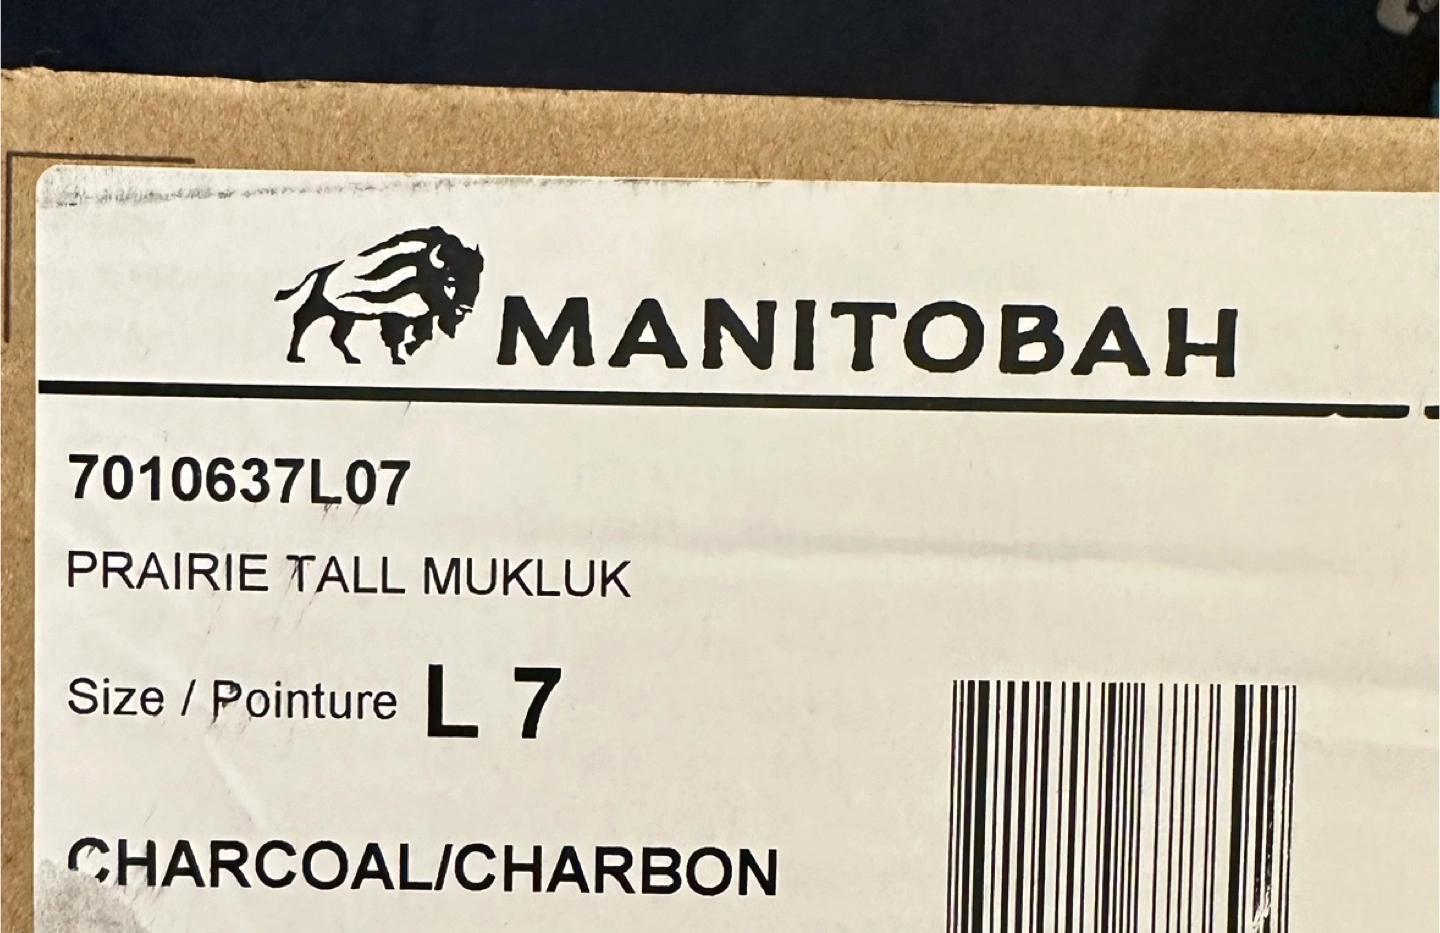 MANITOBAH
7010637L07
PRAIRIE TALL MUKLUK
Size / Pointure L 7
CHARCOAL/CHARBON